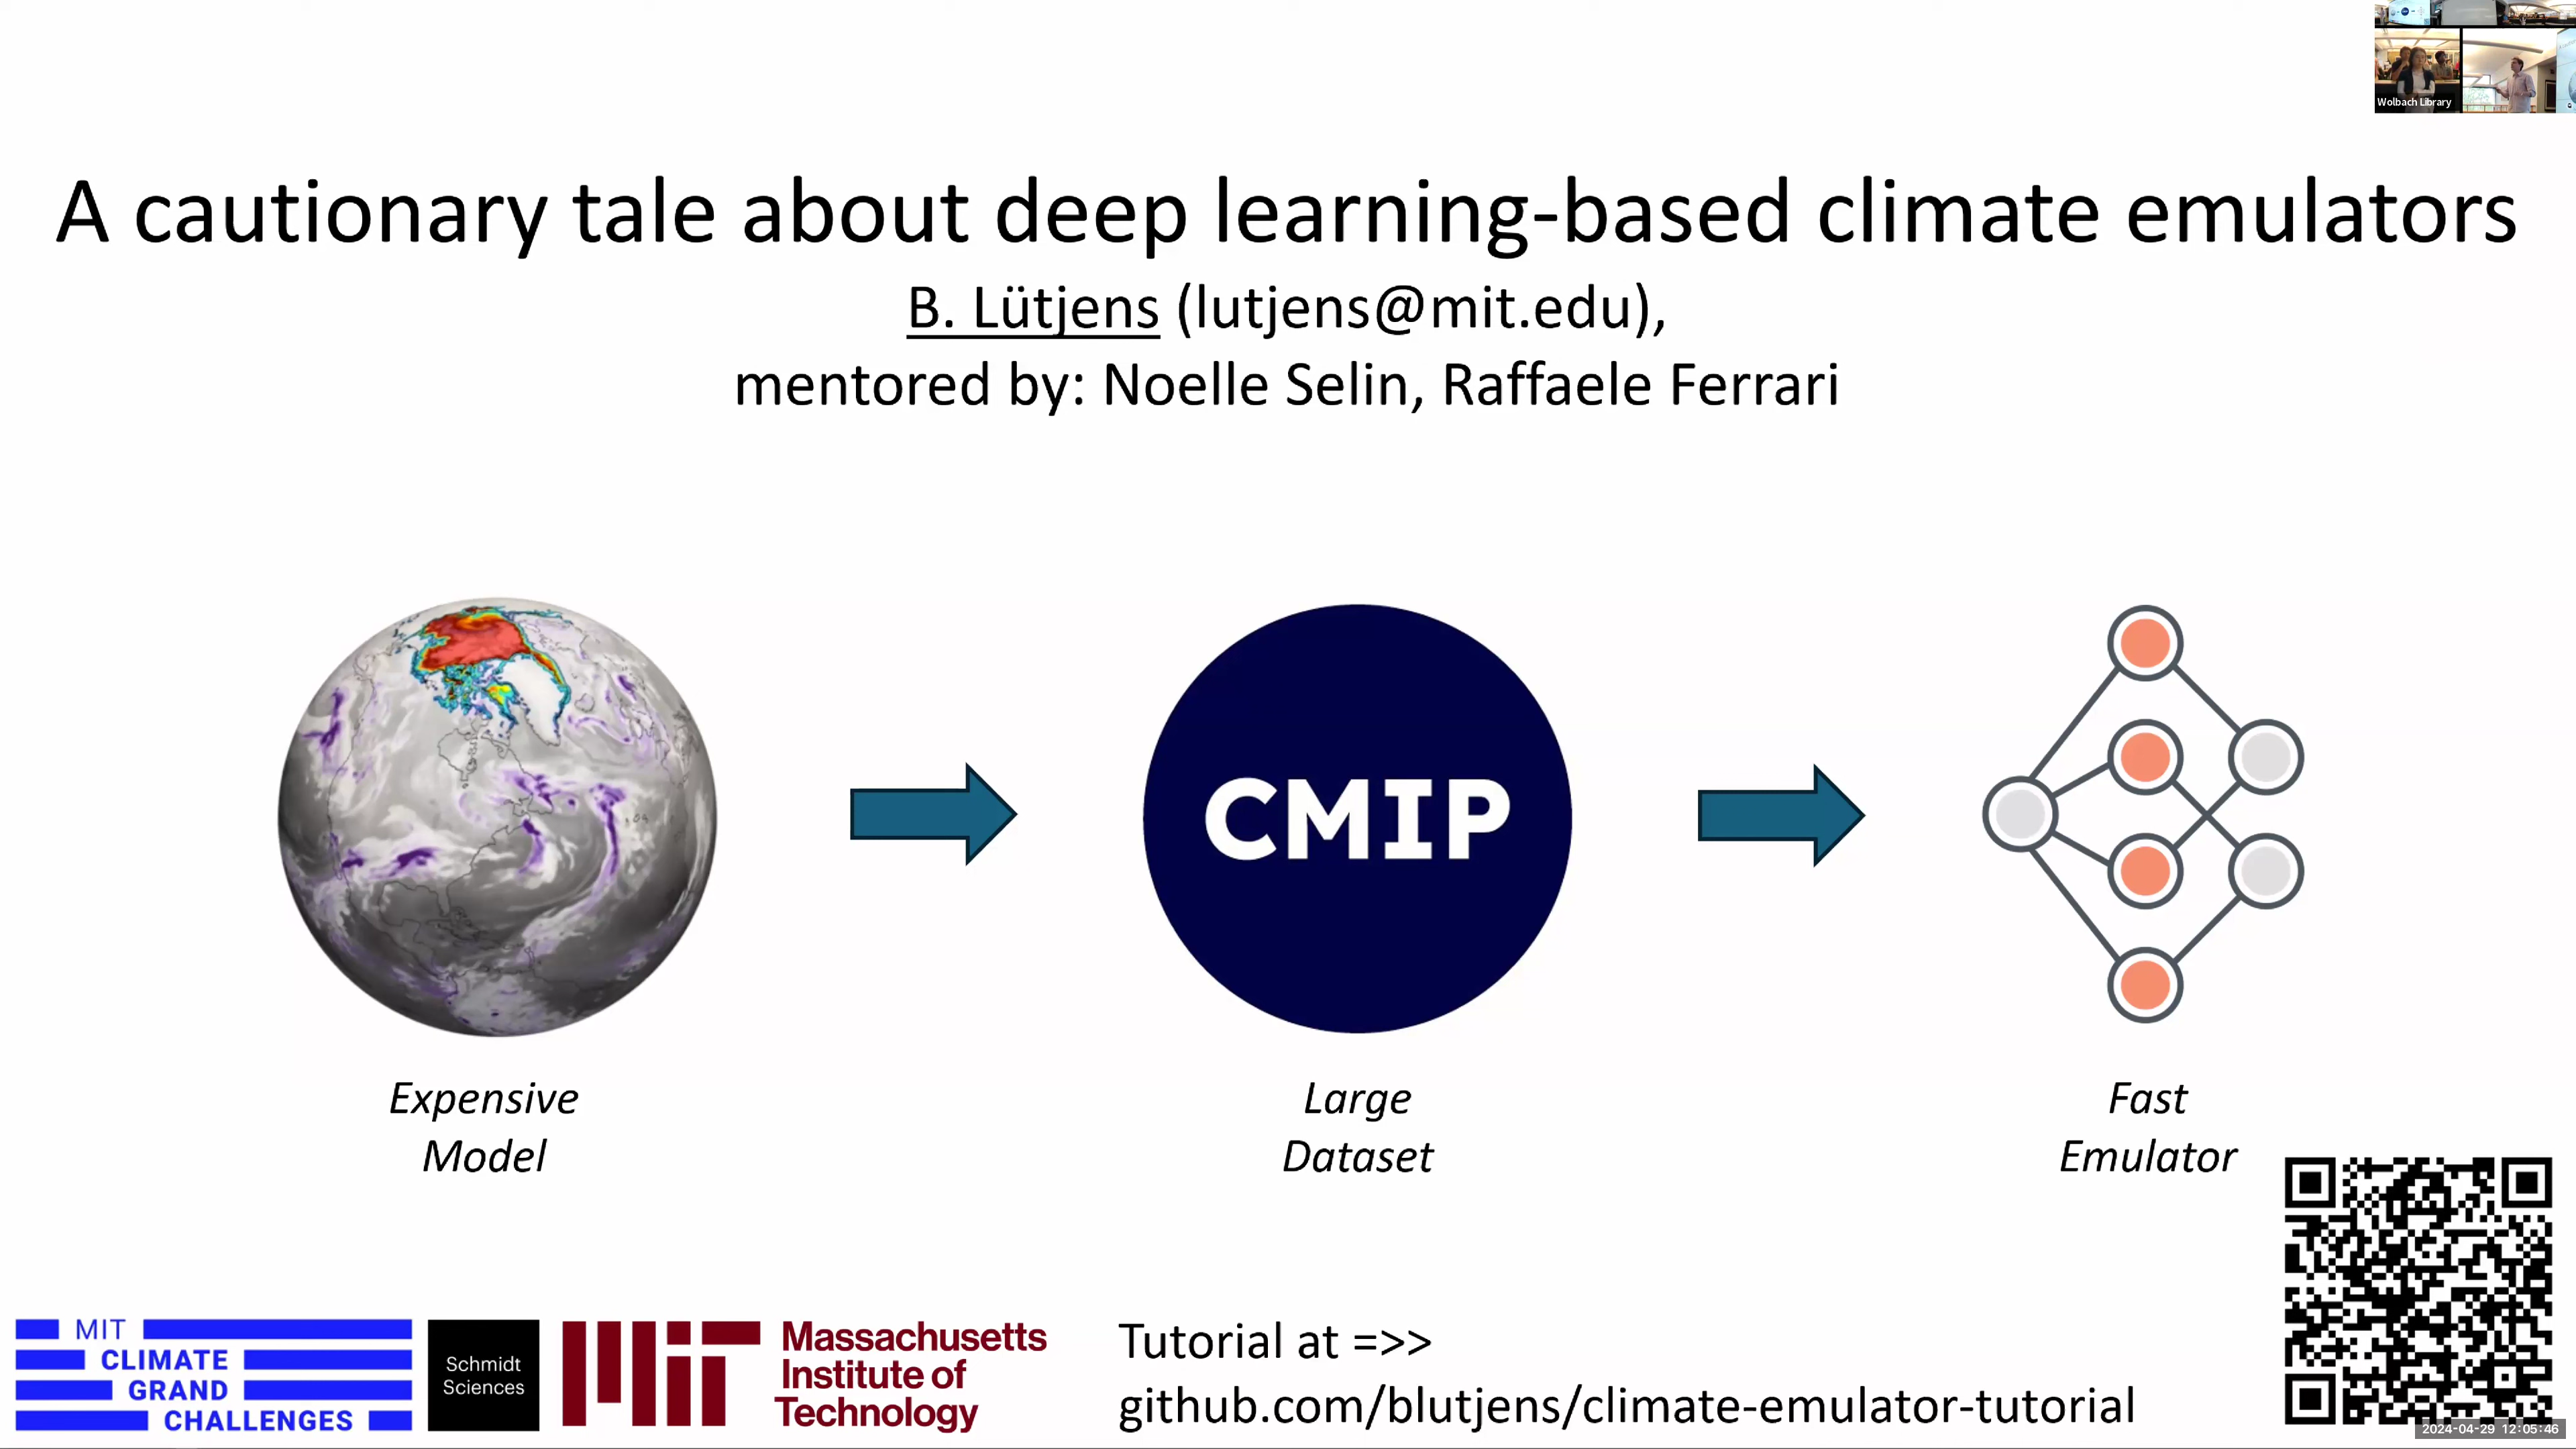 Wolbach Library
A cautionary tale about deep learning-based climate emulators
B. Lütjens (lutjens@mit.edu),
mentored by: Noelle Selin, Raffaele Ferrari
CMIP
Expensive
Model
Large
Dataset
Fast
Emulator
MIT
CLIMATE
GRAND
CHALLENGES
Schmidt
Sciences
Massachusetts
Institute of
Technology
Tutorial at =>>
github.com/blutjens/climate-emulator-tutorial
2024-04-29 12:05:46